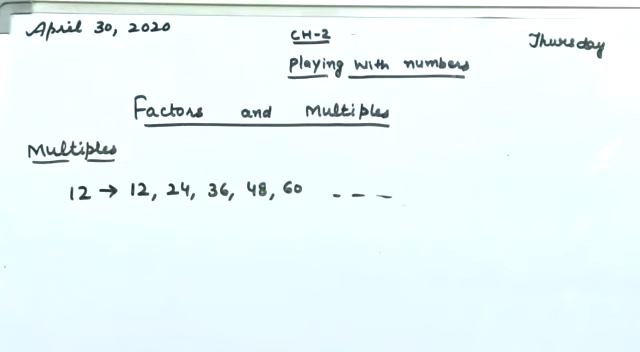 April 30, 2020
CH-2
Thursday
Playing with numbers
Factors and Multiples
Multiples
12 → 12, 24, 36, 48, 60 - - -